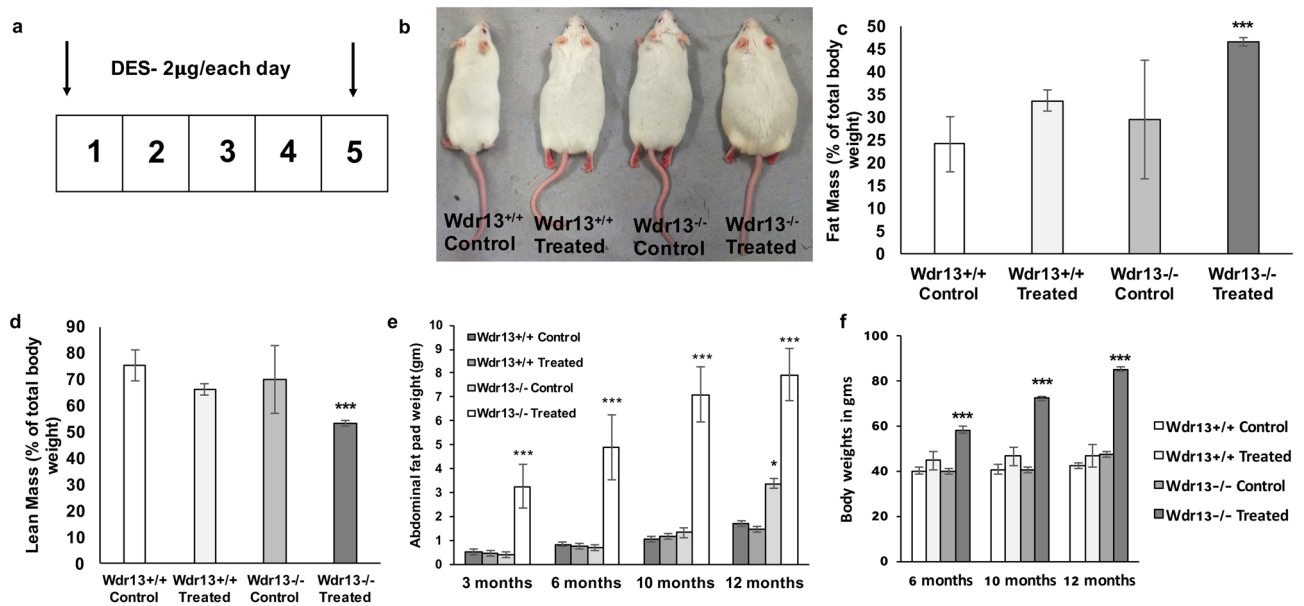 a
DES- 2µg/each day
1 2 3 4 5
b
Wdr13+/+ Control
Wdr13+/+ Treated
Wdr13-/- Control
Wdr13-/- Treated
c
Fat Mass (% of total body weight)
50
45
40
35
30
25
20
15
10
5
0
***
Wdr13+/+ Control
Wdr13+/+ Treated
Wdr13-/- Control
Wdr13-/- Treated
d
Lean Mass (% of total body weight)
90
80
70
60
50
40
30
20
10
0
***
Wdr13+/+ Control
Wdr13+/+ Treated
Wdr13-/- Control
Wdr13-/- Treated
e
Abdominal fat pad weight (gm)
10
9
8
7
6
5
4
3
2
1
0
Wdr13+/+ Control
Wdr13+/+ Treated
Wdr13-/- Control
Wdr13-/- Treated
***
***
***
*
***
3 months 6 months 10 months 12 months
f
Body weights in gms
100
80
60
40
20
0
***
***
***
6 months 10 months 12 months
Wdr13+/+ Control
Wdr13+/+ Treated
Wdr13-/- Control
Wdr13-/- Treated